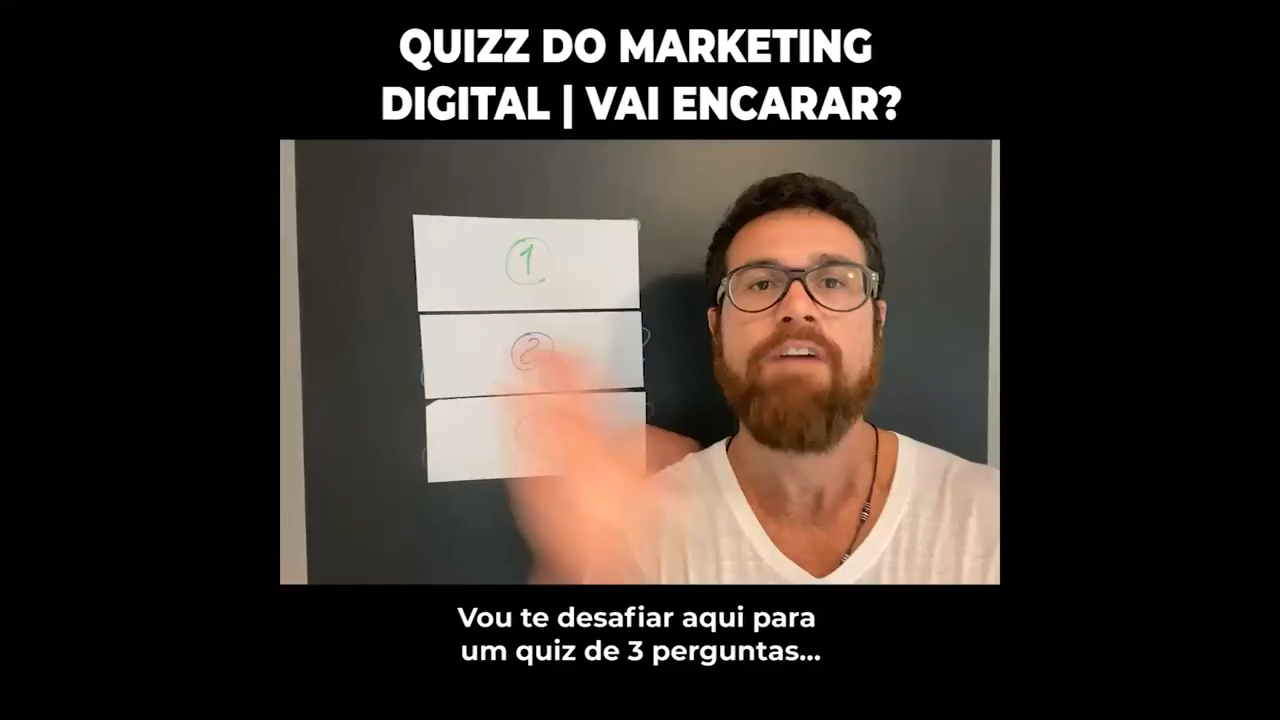 QUIZZ DO MARKETING
DIGITAL | VAI ENCARAR?
1
2
Vou te desafiar aqui para
um quiz de 3 perguntas...